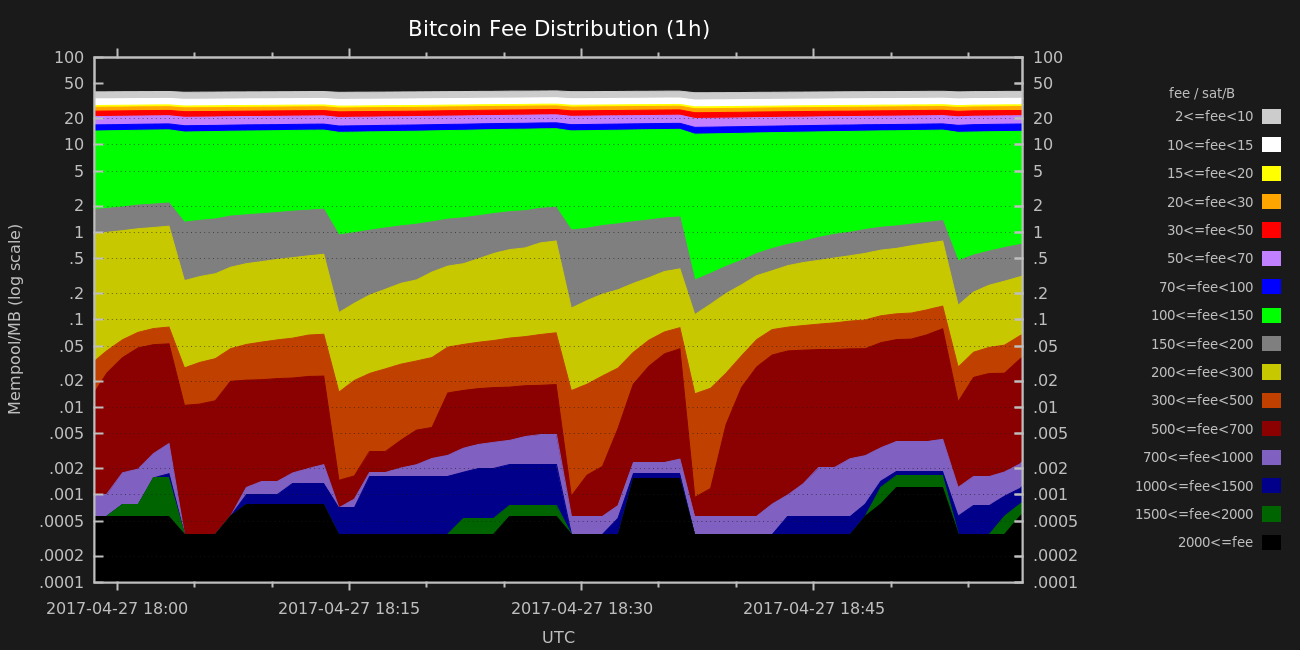 Bitcoin Fee Distribution (1h)
Mempool/MB (log scale)
100
50
20
10
5
2
1
.5
.2
.1
.05
.02
.01
.005
.002
.001
.0005
.0002
.0001
100
50
20
10
5
2
1
.5
.2
.1
.05
.02
.01
.005
.002
.001
.0005
.0002
.0001
2017-04-27 18:00 2017-04-27 18:15 2017-04-27 18:30 2017-04-27 18:45
UTC
fee / sat/B
2<=fee<10
10<=fee<15
15<=fee<20
20<=fee<30
30<=fee<50
50<=fee<70
70<=fee<100
100<=fee<150
150<=fee<200
200<=fee<300
300<=fee<500
500<=fee<700
700<=fee<1000
1000<=fee<1500
1500<=fee<2000
2000<=fee